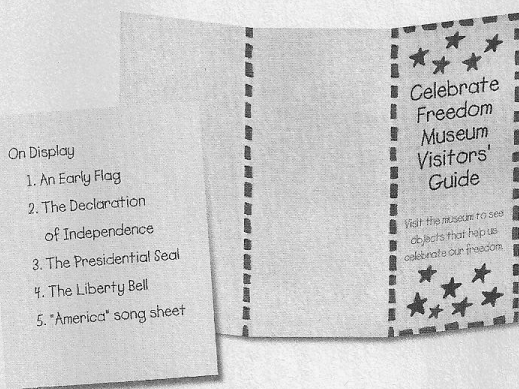 On Display
1. An Early Flag
2. The Declaration
of Independence
3. The Presidential Seal
4. The Liberty Bell
5. "America" song sheet
Celebrate
Freedom
Museum
Visitors'
Guide
Visit the museum to see
objects that help us
celebrate our freedom.